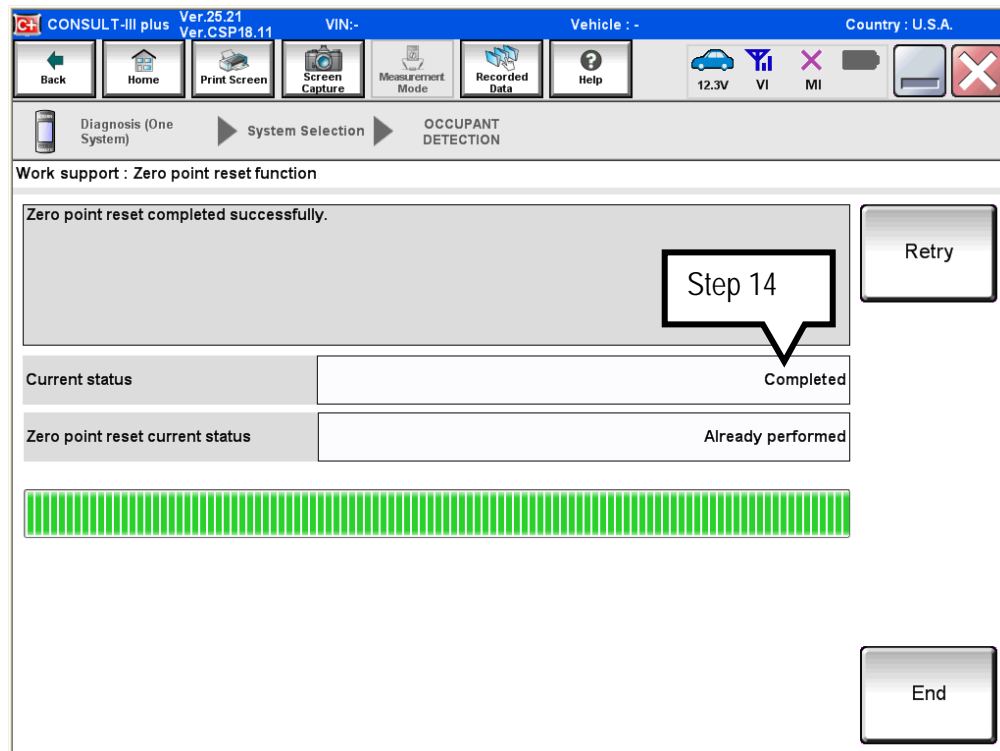 C+ CONSULT-III plus Ver.25.21
Ver.CSP18.11 VIN:- Vehicle : - Country : U.S.A.
Back
Home
Print Screen
Screen
Capture
Measurement
Mode
Recorded
Data
Help
12.3V
VI
MI
Diagnosis (One
System)
System Selection
OCCUPANT
DETECTION
Work support : Zero point reset function
Zero point reset completed successfully.
Retry
Step 14
Current status Completed
Zero point reset current status Already performed
End